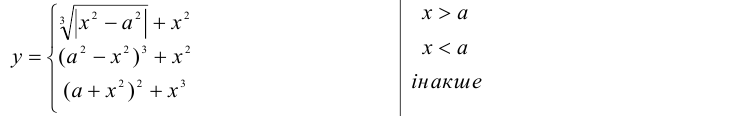 y = { ∛|x² − a²| + x²    x > a
(a² − x²)³ + x²    x < a
(a + x²)² + x³    інакше